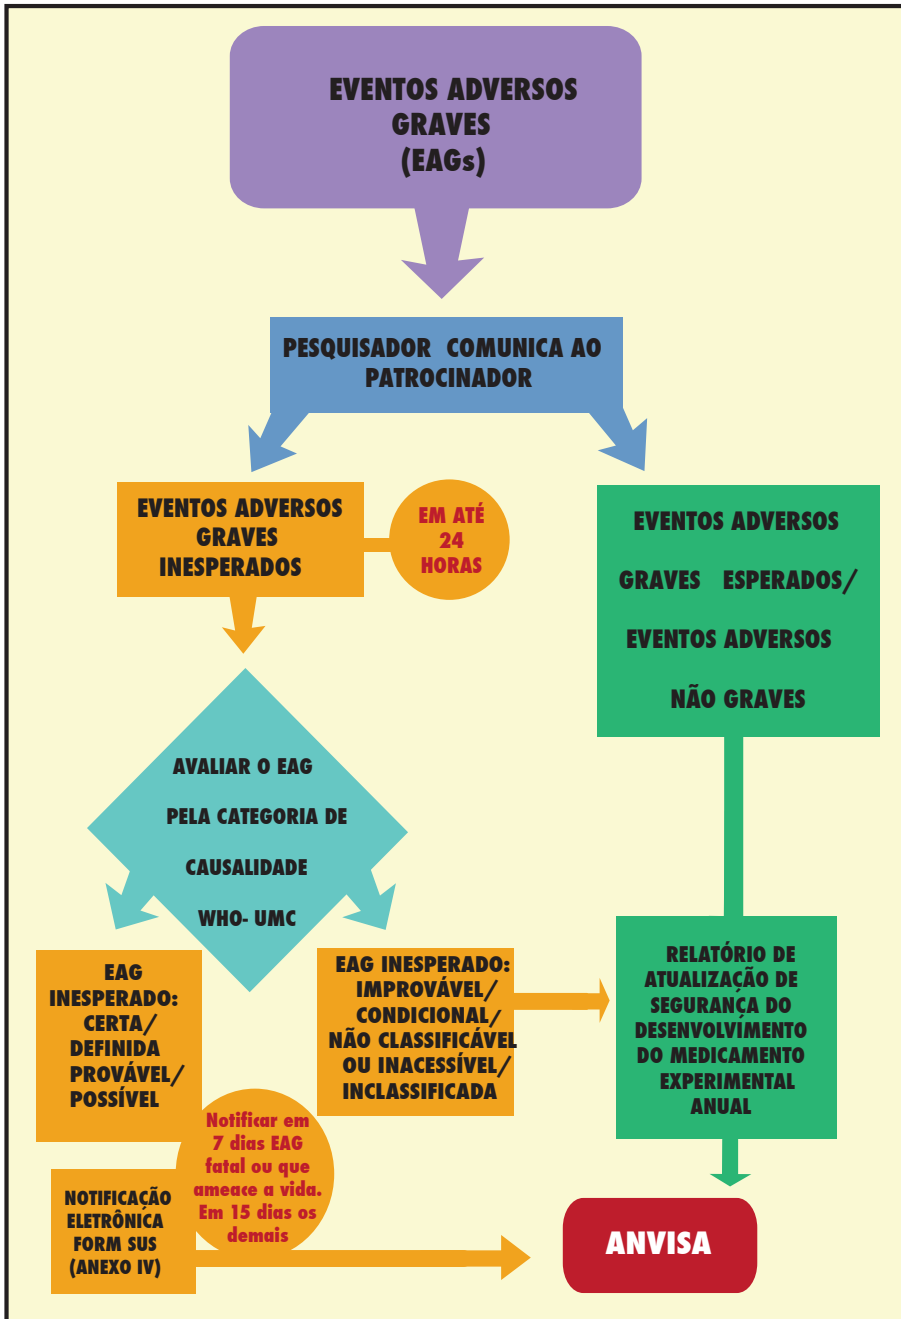 EVENTOS ADVERSOS
GRAVES
(EAGs)
PESQUISADOR COMUNICA AO
PATROCINADOR
EVENTOS ADVERSOS
GRAVES
INESPERADOS
EM ATÉ
24
HORAS
EVENTOS ADVERSOS
GRAVES ESPERADOS/
EVENTOS ADVERSOS
NÃO GRAVES
AVALIAR O EAG
PELA CATEGORIA DE
CAUSALIDADE
WHO- UMC
EAG
INESPERADO:
CERTA/
DEFINIDA
PROVÁVEL/
POSSÍVEL
EAG INESPERADO:
IMPROVÁVEL/
CONDICIONAL/
NÃO CLASSIFICÁVEL
OU INACESSÍVEL/
INCLASSIFICADA
RELATÓRIO DE
ATUALIZAÇÃO DE
SEGURANÇA DO
DESENVOLVIMENTO
DO MEDICAMENTO
EXPERIMENTAL
ANUAL
Notificar em
7 dias EAG
fatal ou que
ameace a vida.
Em 15 dias os
demais
NOTIFICAÇÃO
ELETRÔNICA
FORM SUS
(ANEXO IV)
ANVISA